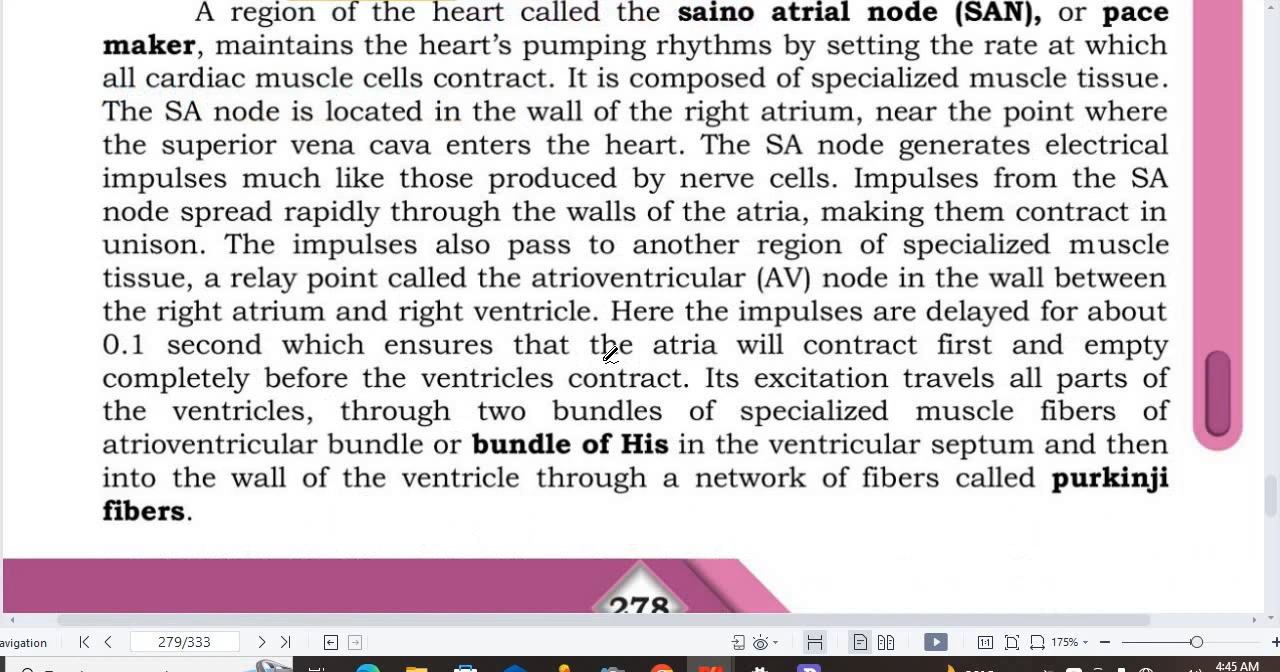 A region of the heart called the saino atrial node (SAN), or pace
maker, maintains the heart's pumping rhythms by setting the rate at which
all cardiac muscle cells contract. It is composed of specialized muscle tissue.
The SA node is located in the wall of the right atrium, near the point where
the superior vena cava enters the heart. The SA node generates electrical
impulses much like those produced by nerve cells. Impulses from the SA
node spread rapidly through the walls of the atria, making them contract in
unison. The impulses also pass to another region of specialized muscle
tissue, a relay point called the atrioventricular (AV) node in the wall between
the right atrium and right ventricle. Here the impulses are delayed for about
0.1 second which ensures that the atria will contract first and empty
completely before the ventricles contract. Its excitation travels all parts of
the ventricles, through two bundles of specialized muscle fibers of
atrioventricular bundle or bundle of His in the ventricular septum and then
into the wall of the ventricle through a network of fibers called purkinji
fibers.
278
avigation 279/333 1:1 175%
4:45 AM